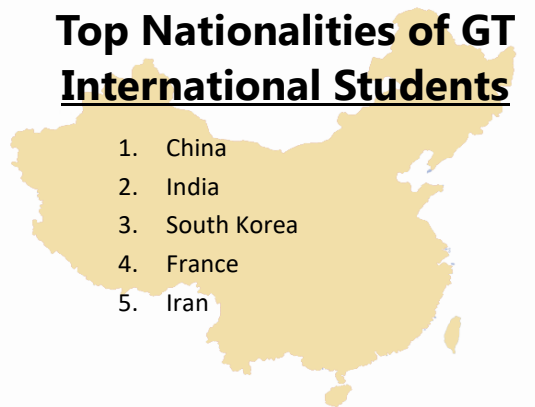 Top Nationalities of GT
International Students
1. China
2. India
3. South Korea
4. France
5. Iran